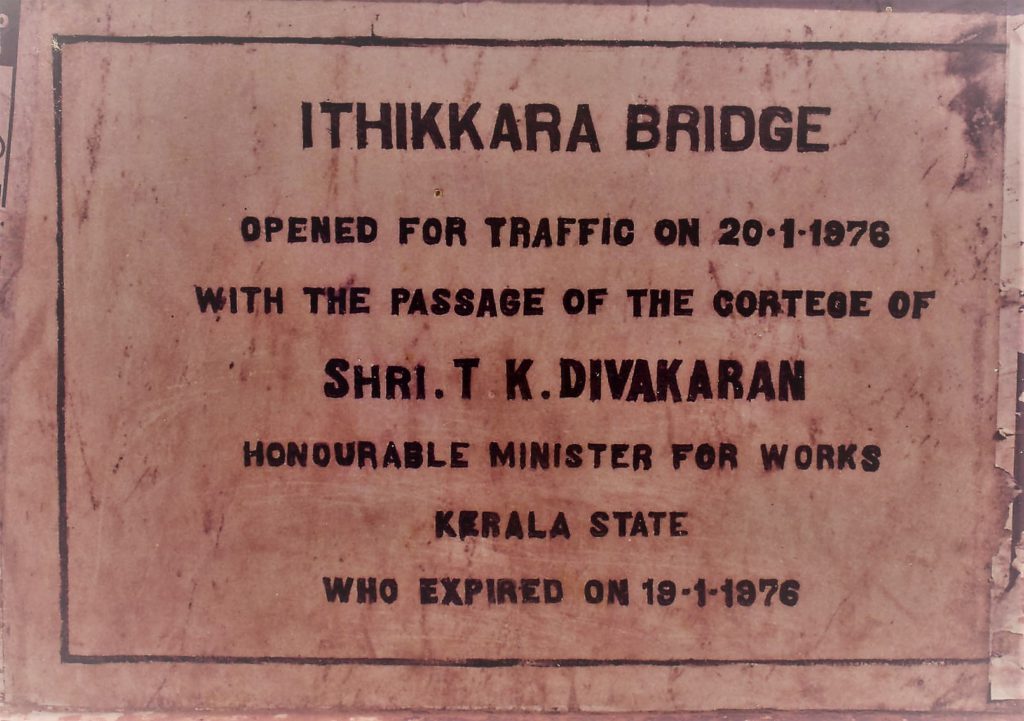 ITHIKKARA BRIDGE
OPENED FOR TRAFFIC ON 20·1·1976
WITH THE PASSAGE OF THE CORTEGE OF
SHRI. T K. DIVAKARAN
HONOURABLE MINISTER FOR WORKS
KERALA STATE
WHO EXPIRED ON 19·1·1976